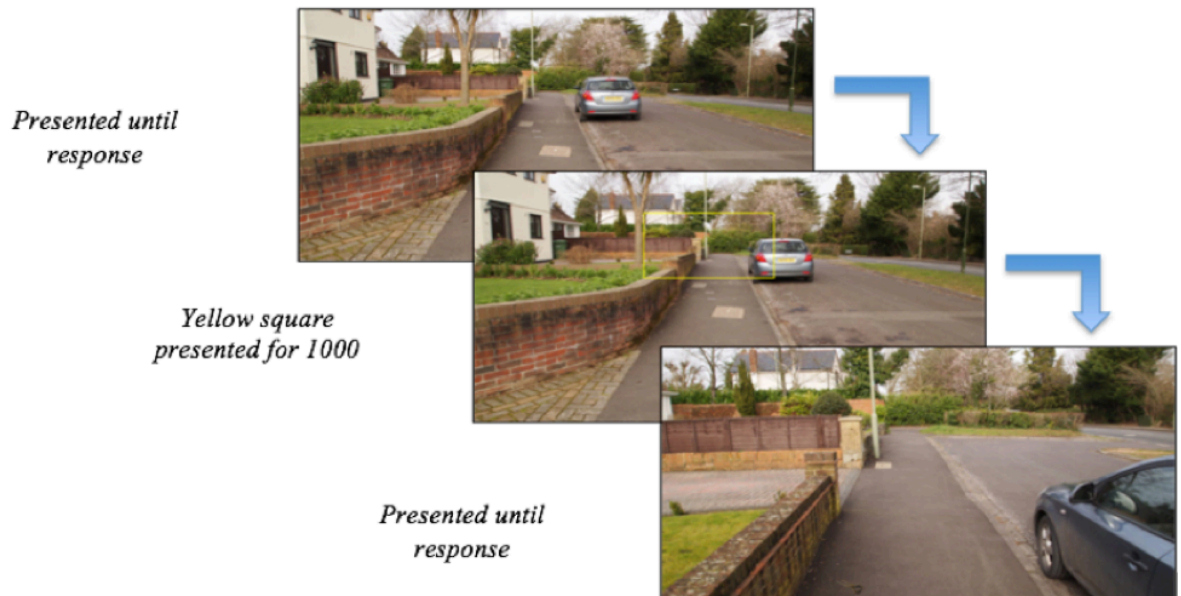 Presented until
response
Yellow square
presented for 1000
Presented until
response